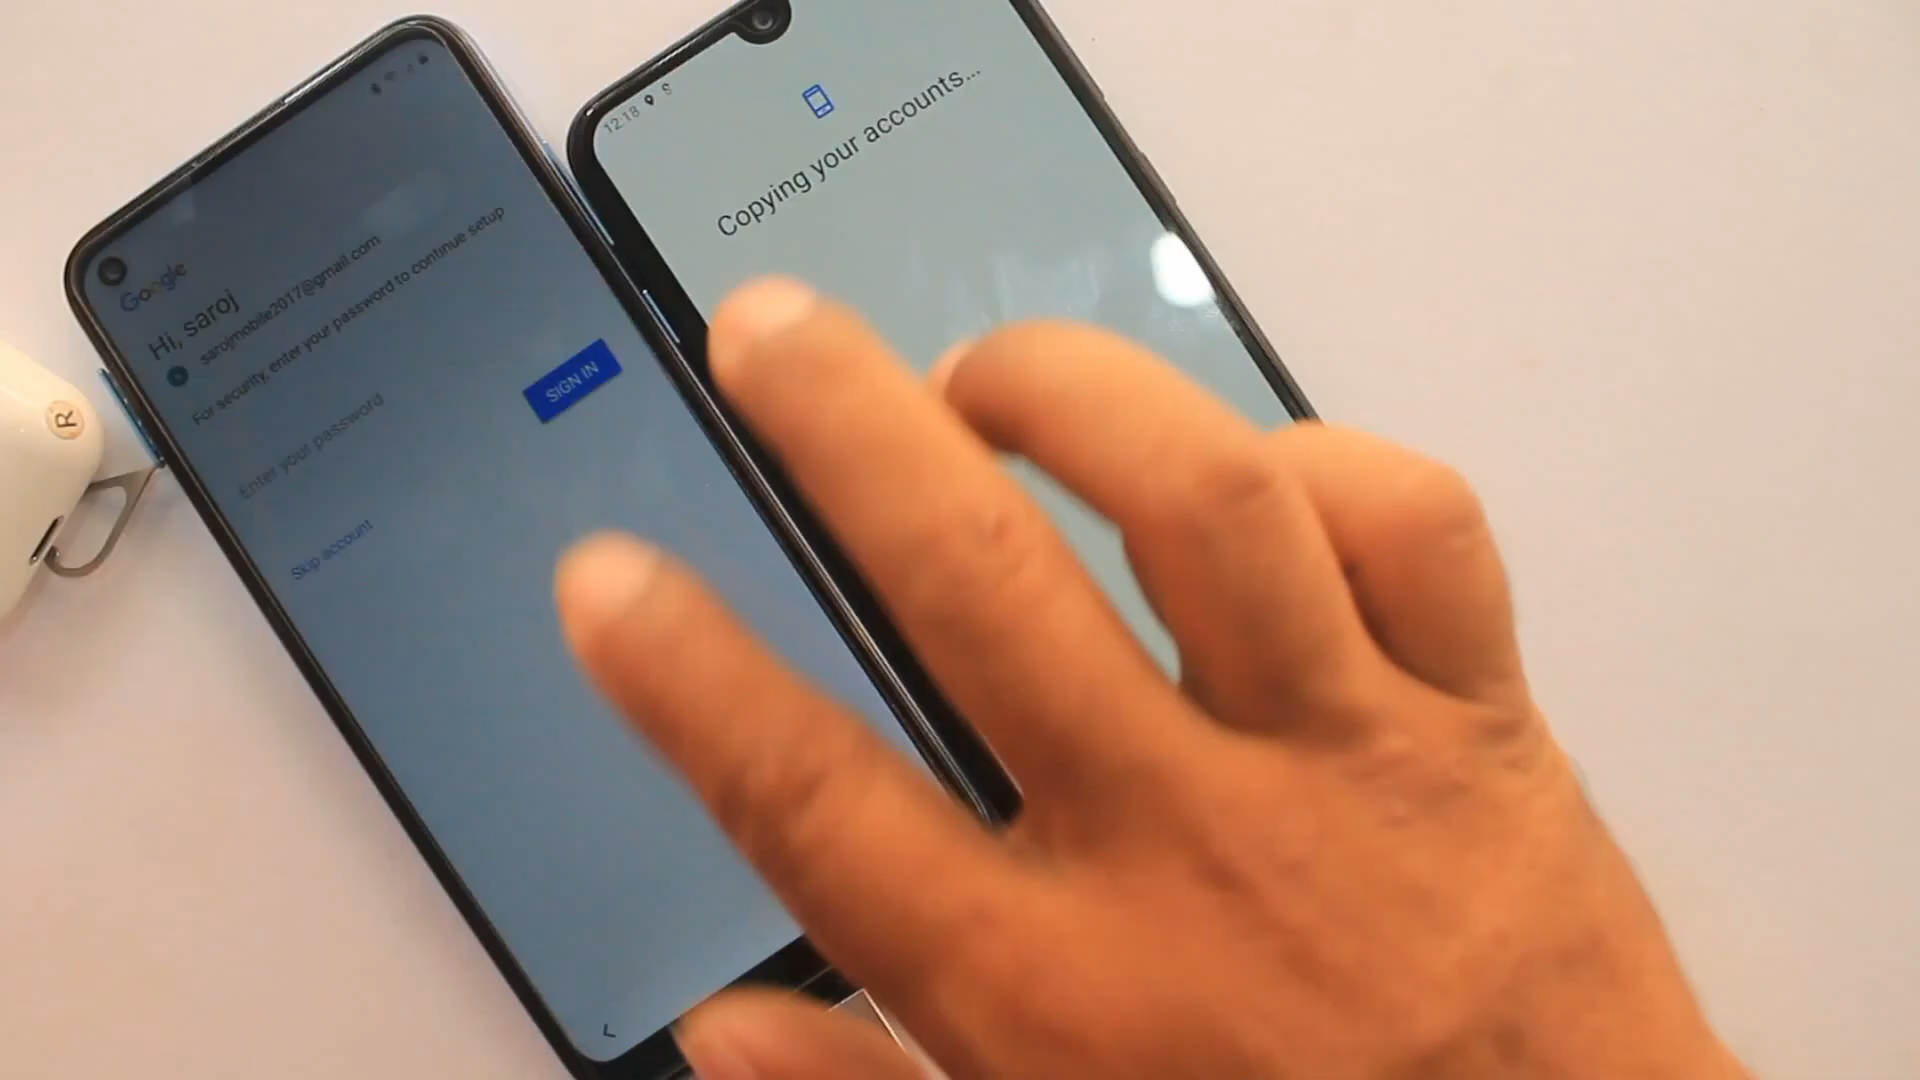 Google
Hi, saroj
sarojmobile2017@gmail.com
For security, enter your password to continue setup
Enter your password
SIGN IN
Skip account
12:18
Copying your accounts...
R